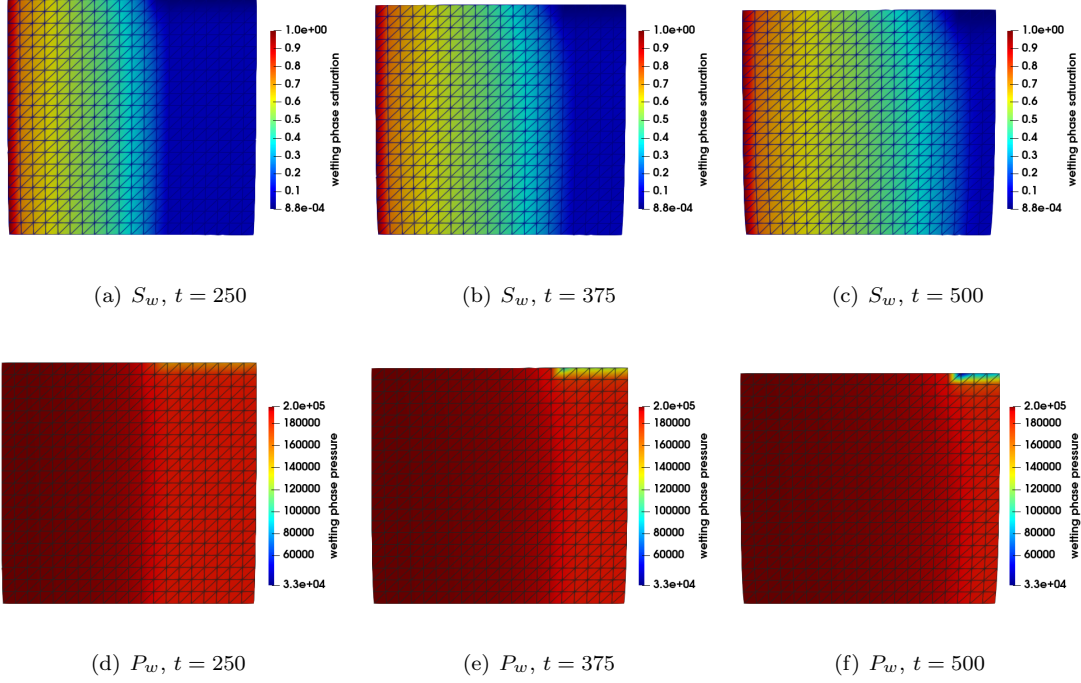 1.0e+00
0.9
0.8
0.7
0.6
0.5
0.4
0.3
0.2
0.1
8.8e-04
wetting phase saturation
1.0e+00
0.9
0.8
0.7
0.6
0.5
0.4
0.3
0.2
0.1
8.8e-04
wetting phase saturation
1.0e+00
0.9
0.8
0.7
0.6
0.5
0.4
0.3
0.2
0.1
8.8e-04
wetting phase saturation
(a) S_w, t = 250
(b) S_w, t = 375
(c) S_w, t = 500
2.0e+05
180000
160000
140000
120000
100000
80000
60000
3.3e+04
wetting phase pressure
2.0e+05
180000
160000
140000
120000
100000
80000
60000
3.3e+04
wetting phase pressure
2.0e+05
180000
160000
140000
120000
100000
80000
60000
3.3e+04
wetting phase pressure
(d) P_w, t = 250
(e) P_w, t = 375
(f) P_w, t = 500